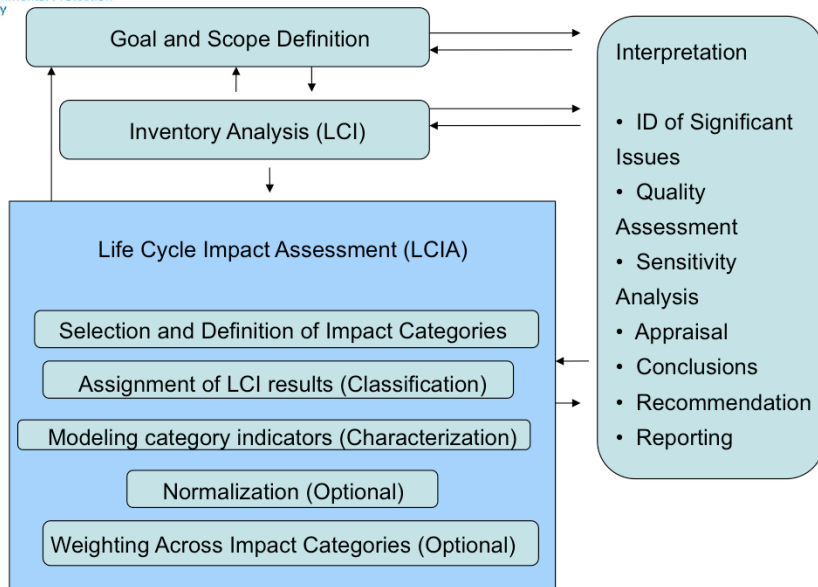 Y
Goal and Scope Definition
Inventory Analysis (LCI)
Life Cycle Impact Assessment (LCIA)
Selection and Definition of Impact Categories
Assignment of LCI results (Classification)
Modeling category indicators (Characterization)
Normalization (Optional)
Weighting Across Impact Categories (Optional)
Interpretation
• ID of Significant
Issues
• Quality
Assessment
• Sensitivity
Analysis
• Appraisal
• Conclusions
• Recommendation
• Reporting